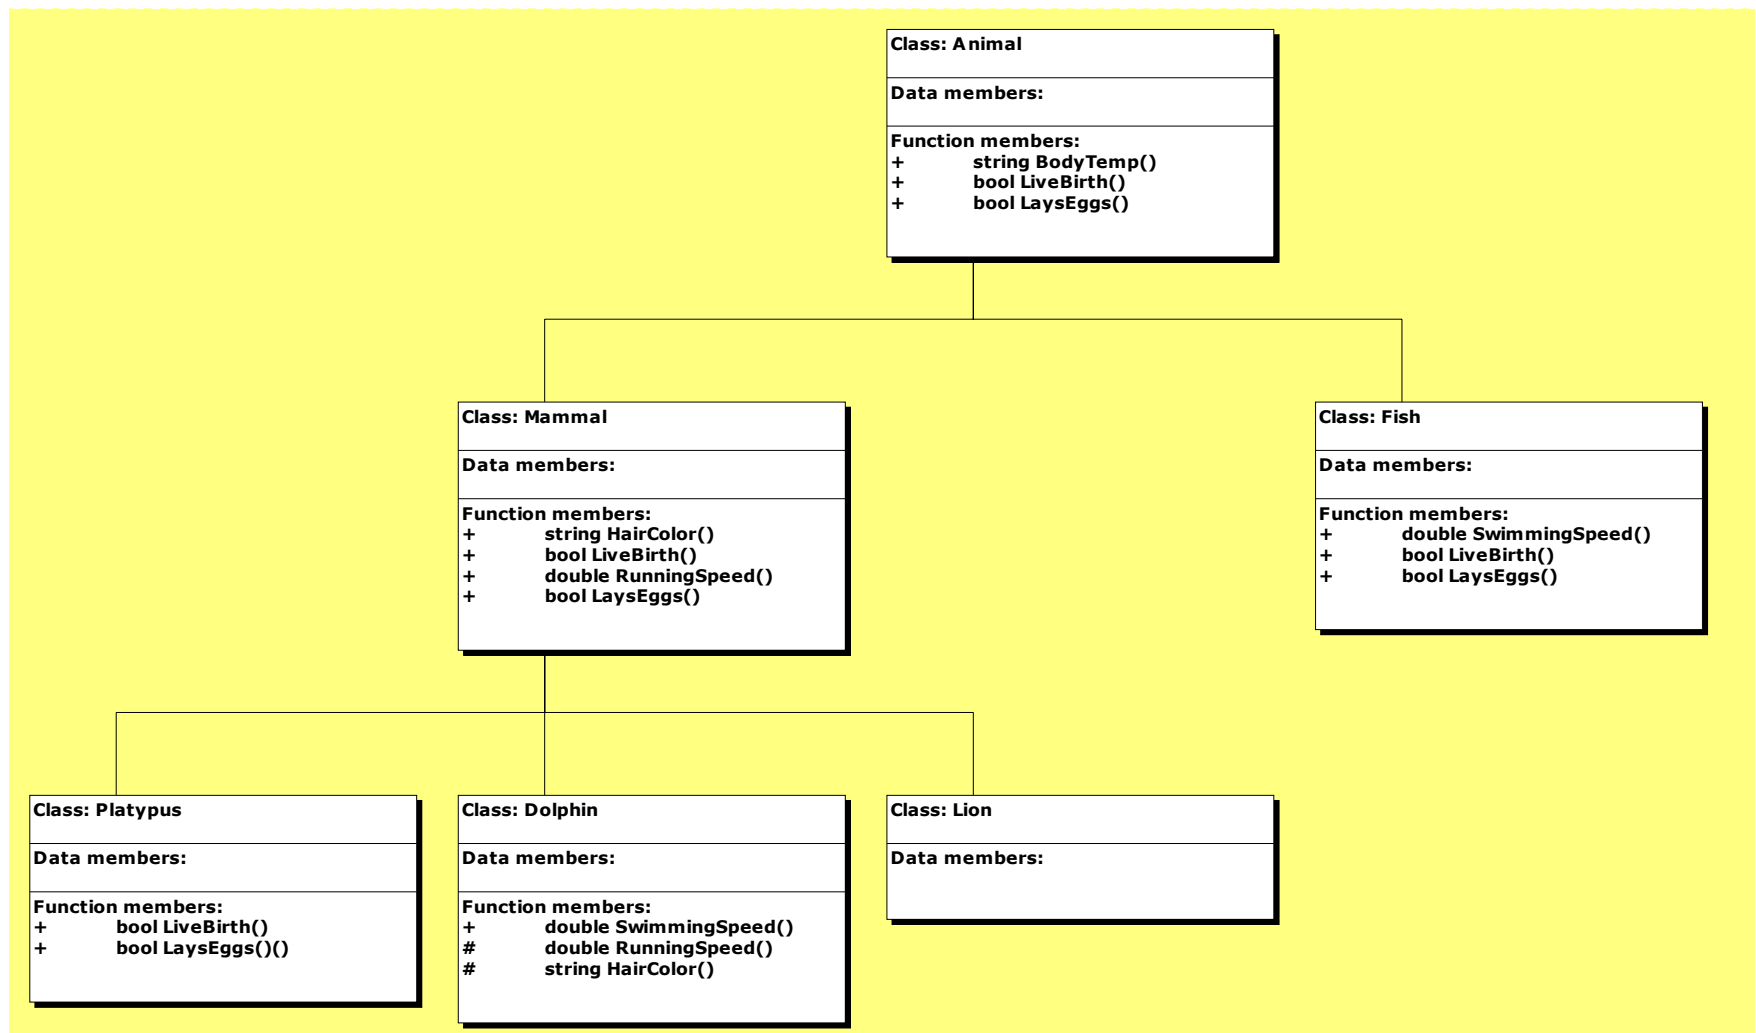 Class: Animal
Data members:
Function members:
+ string BodyTemp()
+ bool LiveBirth()
+ bool LaysEggs()
Class: Mammal
Data members:
Function members:
+ string HairColor()
+ bool LiveBirth()
+ double RunningSpeed()
+ bool LaysEggs()
Class: Fish
Data members:
Function members:
+ double SwimmingSpeed()
+ bool LiveBirth()
+ bool LaysEggs()
Class: Platypus
Data members:
Function members:
+ bool LiveBirth()
+ bool LaysEggs()()
Class: Dolphin
Data members:
Function members:
+ double SwimmingSpeed()
# double RunningSpeed()
# string HairColor()
Class: Lion
Data members: